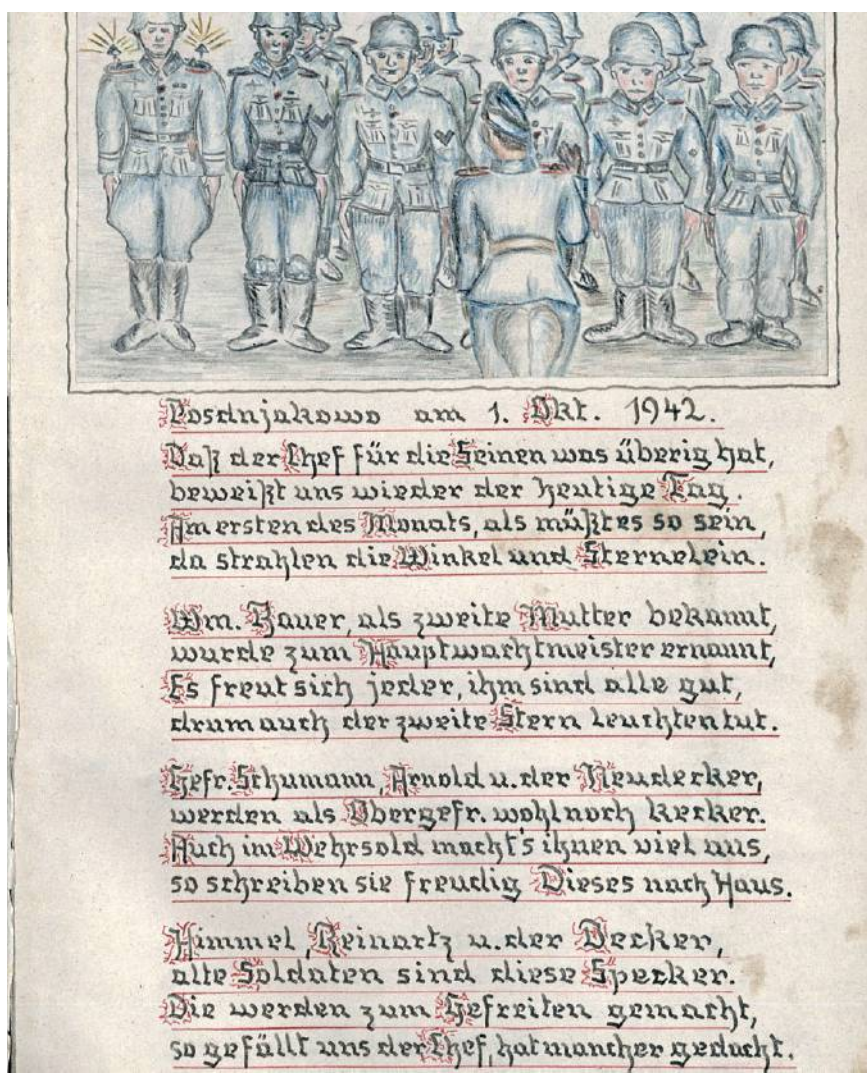 Posdnjakowo am 1. Okt. 1942.
Daß der Chef für die Seinen was überig hat,
beweißt uns wieder der heutige Tag.
Am ersten des Monats, als müßt es so sein,
da strahlen die Winkel und Sternelein.
Wm. Bauer, als zweite Mutter bekannt,
wurde zum Hauptwachtmeister ernannt,
Es freut sich jeder, ihm sind alle gut,
drum auch der zweite Stern leuchten tut.
Gefr. Schumann, Arnold u. der Neudecker,
werden als Obergefr. wohl noch kecker.
Auch im Wehrsold macht's ihnen viel aus,
so schreiben sie freudig Dieses nach Haus.
Himmel, Reinartz u. der Becker,
alte Soldaten sind diese Specker.
Die werden zum Gefreiten gemacht,
so gefällt uns der Chef, hat mancher gedacht.